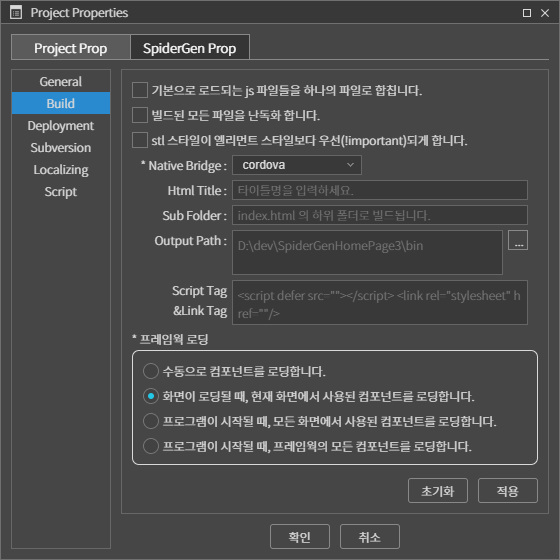 Project Properties
Project Prop
SpiderGen Prop
General
Build
Deployment
Subversion
Localizing
Script
기본으로 로드되는 js 파일들을 하나의 파일로 합칩니다.
빌드된 모든 파일을 난독화 합니다.
stl 스타일이 엘리먼트 스타일보다 우선(!important)되게 합니다.
* Native Bridge : cordova
Html Title : 타이틀명을 입력하세요.
Sub Folder : index.html 의 하위 폴더로 빌드됩니다.
Output Path : D:\dev\SpiderGenHomePage3\bin ...
Script Tag
&Link Tag
<script defer src=""></script> <link rel="stylesheet" h
ref=""/>
* 프레임웍 로딩
수동으로 컴포넌트를 로딩합니다.
화면이 로딩될 때, 현재 화면에서 사용된 컴포넌트를 로딩합니다.
프로그램이 시작될 때, 모든 화면에서 사용된 컴포넌트를 로딩합니다.
프로그램이 시작될 때, 프레임웍의 모든 컴포넌트를 로딩합니다.
초기화 적용
확인 취소